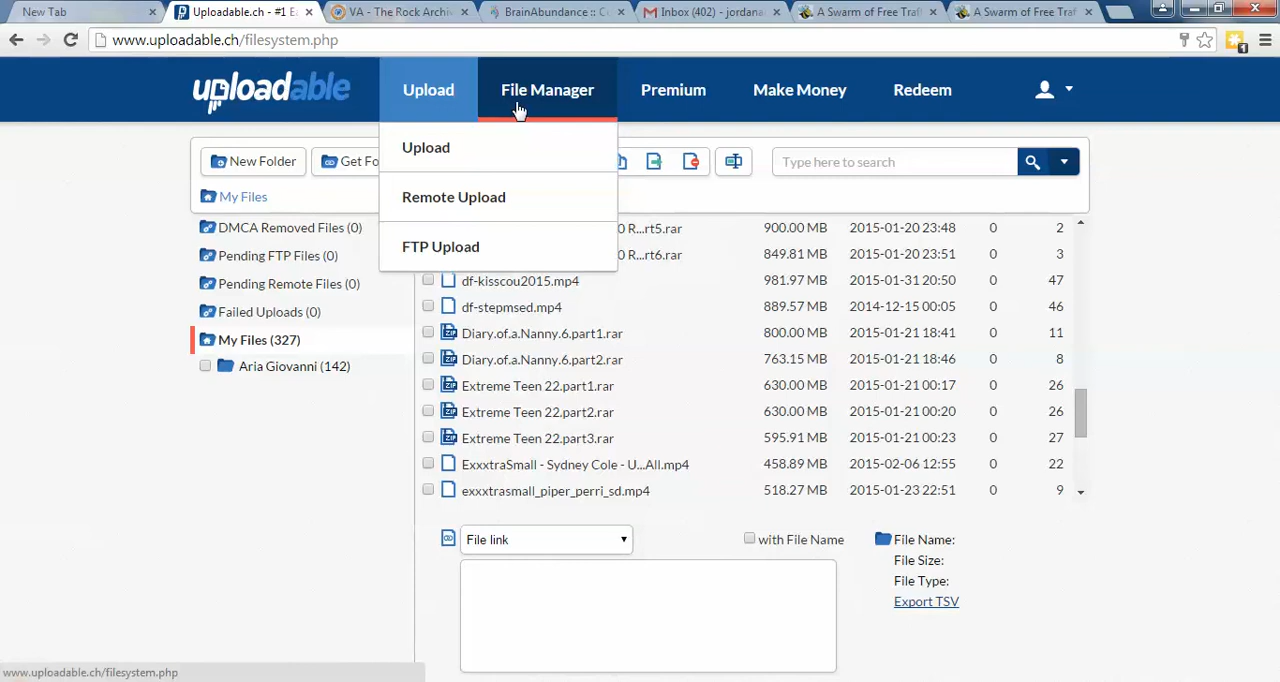 New Tab
Uploadable.ch - #1 E
VA - The Rock Archi
BrainAbundance :: C
Inbox (402) - jordana
A Swarm of Free Traf
A Swarm of Free Traf
www.uploadable.ch/filesystem.php
1
uploadable
Upload
File Manager
Premium
Make Money
Redeem
Upload
Remote Upload
FTP Upload
New Folder
Get Fo
Type here to search
My Files
DMCA Removed Files (0)
Pending FTP Files (0)
Pending Remote Files (0)
Failed Uploads (0)
My Files (327)
Aria Giovanni (142)
0 R...rt5.rar 900.00 MB 2015-01-20 23:48 0 2
0 R...rt6.rar 849.81 MB 2015-01-20 23:51 0 3
df-kisscou2015.mp4 981.97 MB 2015-01-31 20:50 0 47
df-stepmsed.mp4 889.57 MB 2014-12-15 00:05 0 46
Diary.of.a.Nanny.6.part1.rar 800.00 MB 2015-01-21 18:41 0 11
Diary.of.a.Nanny.6.part2.rar 763.15 MB 2015-01-21 18:46 0 8
Extreme Teen 22.part1.rar 630.00 MB 2015-01-21 00:17 0 26
Extreme Teen 22.part2.rar 630.00 MB 2015-01-21 00:20 0 26
Extreme Teen 22.part3.rar 595.91 MB 2015-01-21 00:23 0 27
ExxxtraSmall - Sydney Cole - U...All.mp4 458.89 MB 2015-02-06 12:55 0 22
exxxtrasmall_piper_perri_sd.mp4 518.27 MB 2015-01-23 22:51 0 9
File link
with File Name
File Name:
File Size:
File Type:
Export TSV
www.uploadable.ch/filesystem.php